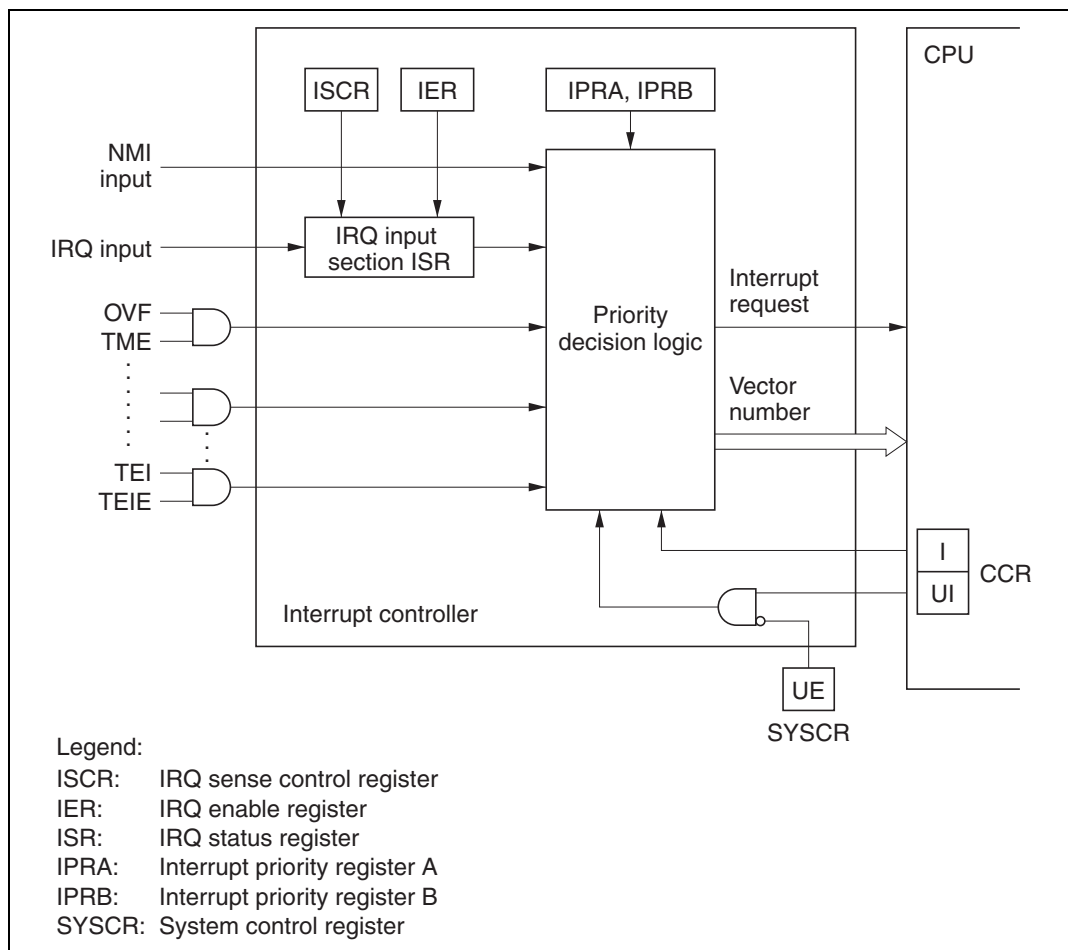 CPU
ISCR
IER
IPRA, IPRB
NMI
input
IRQ input
IRQ input
section ISR
OVF
TME
Priority
decision logic
Interrupt
request
Vector
number
TEI
TEIE
I
UI
CCR
Interrupt controller
UE
SYSCR
Legend:
ISCR: IRQ sense control register
IER: IRQ enable register
ISR: IRQ status register
IPRA: Interrupt priority register A
IPRB: Interrupt priority register B
SYSCR: System control register